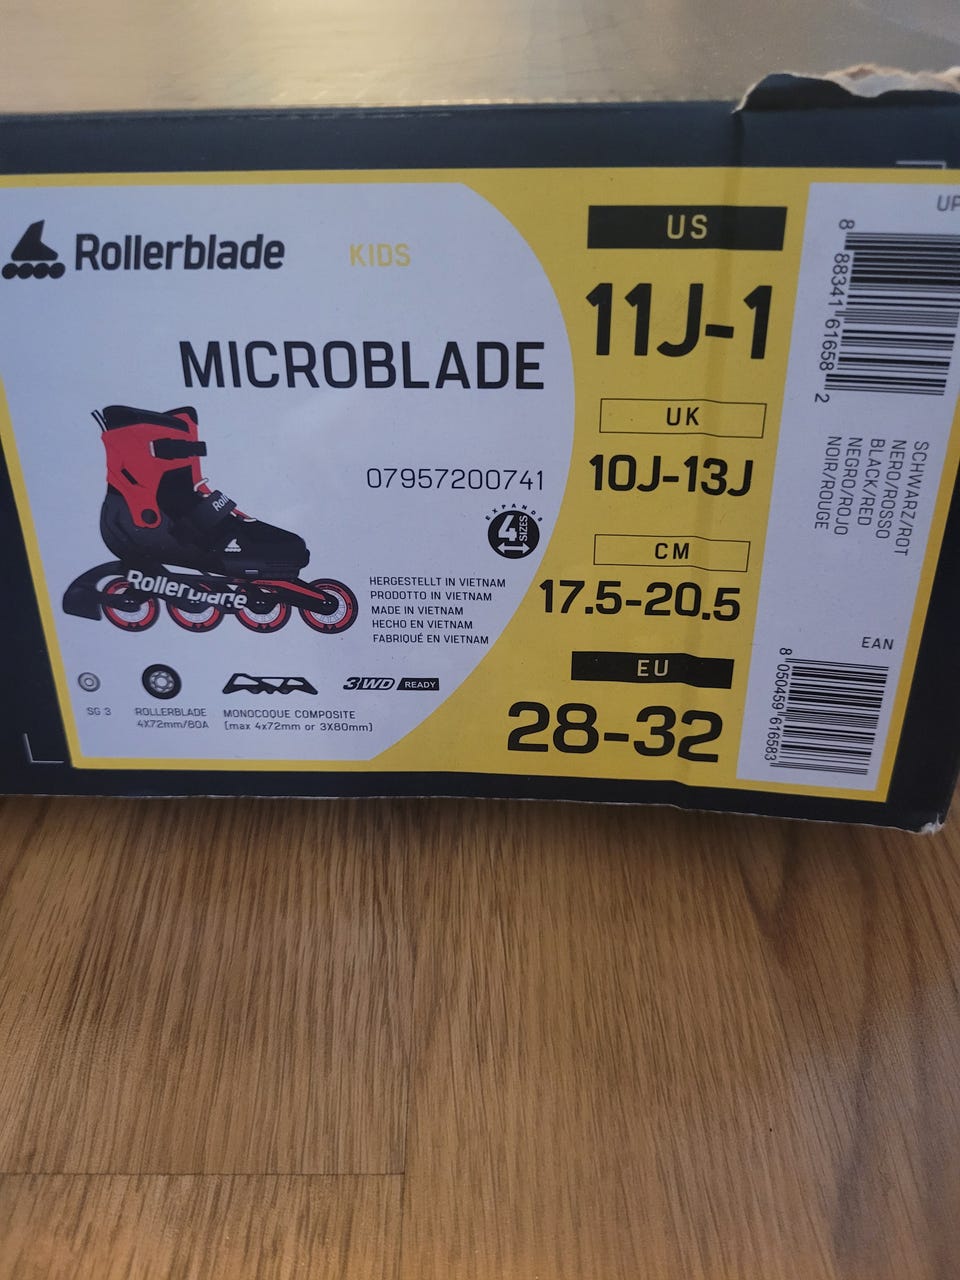 Rollerblade
KIDS
MICROBLADE
07957200741
EXPANDS
4 SIZES
Rollerblade
HERGESTELLT IN VIETNAM
PRODOTTO IN VIETNAM
MADE IN VIETNAM
HECHO EN VIETNAM
FABRIQUÉ EN VIETNAM
SG 3
ROLLERBLADE
4X72mm/80A
MONOCOQUE COMPOSITE
(max 4x72mm or 3X80mm)
3WD READY
US
11J-1
UK
10J-13J
CM
17.5-20.5
EU
28-32
UP
8 88341 61658 2
SCHWARZ/ROT
NERO/ROSSO
BLACK/RED
NEGRO/ROJO
NOIR/ROUGE
EAN
8 050459 616583